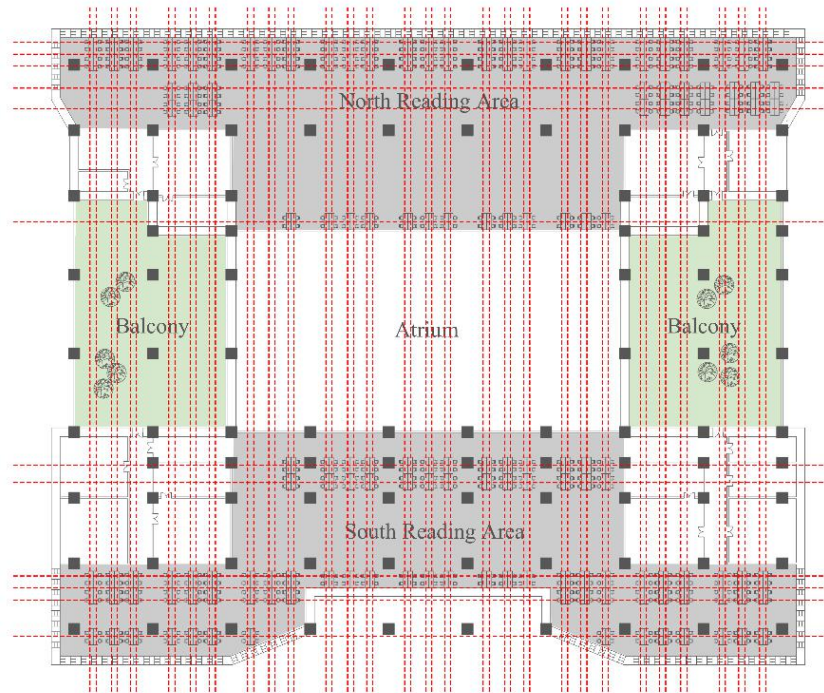 North Reading Area
Balcony
Atrium
Balcony
South Reading Area